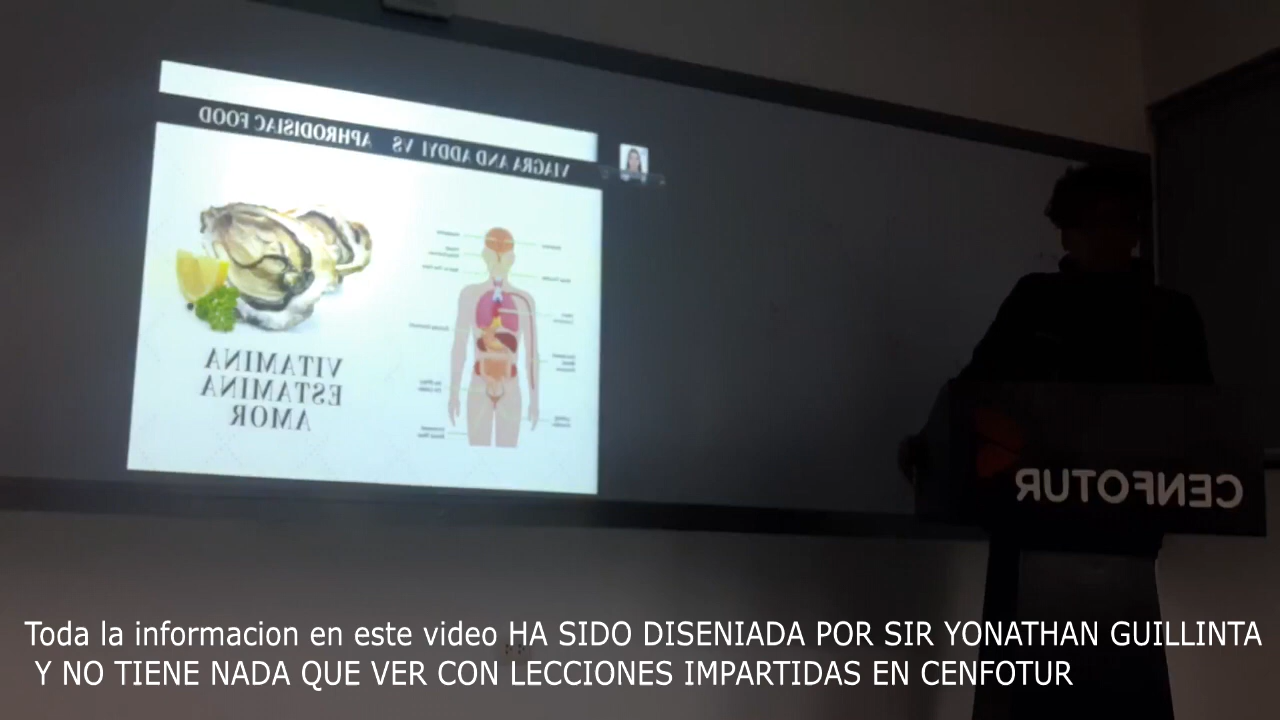 VIAGRA AND ADDYI VS APHRODISIAC FOOD
VITAMINA
ESTAMINA
AMOR
CENFOTUR
Toda la informacion en este video HA SIDO DISENIADA POR SIR YONATHAN GUILLINTA
Y NO TIENE NADA QUE VER CON LECCIONES IMPARTIDAS EN CENFOTUR